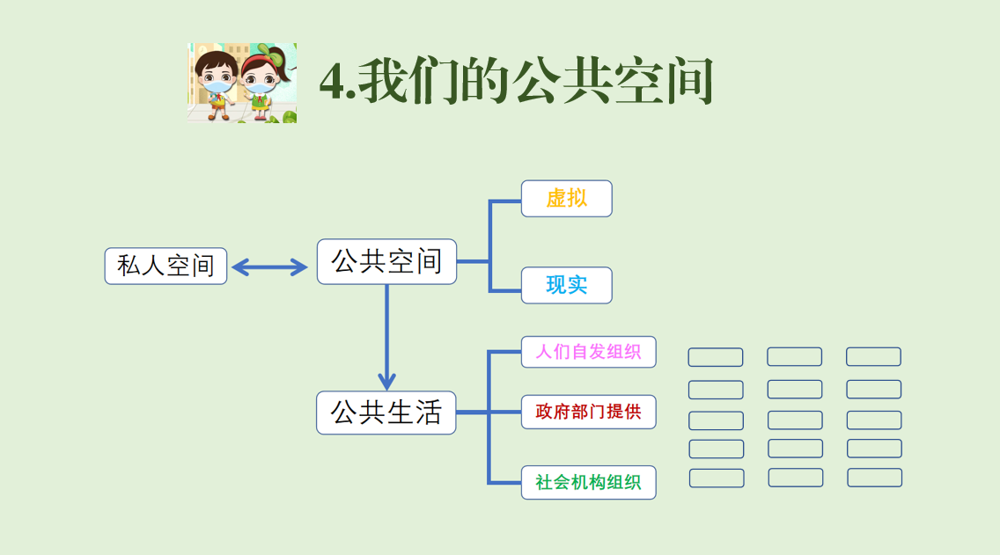 4.我们的公共空间
虚拟
私人空间
公共空间
现实
人们自发组织
公共生活
政府部门提供
社会机构组织